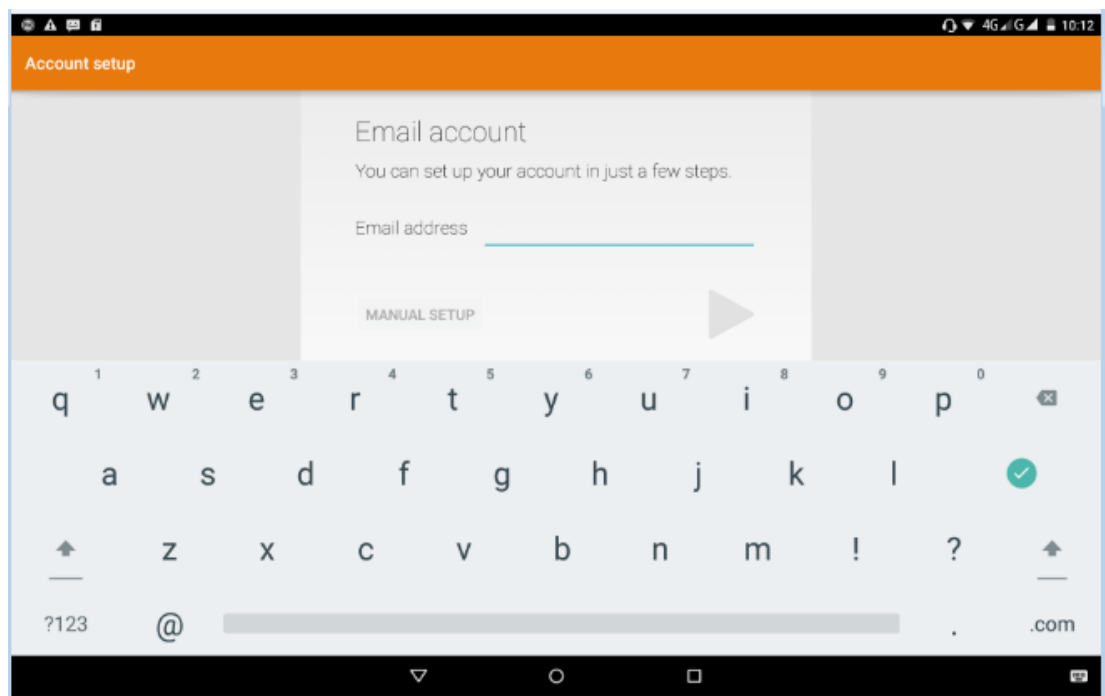 4G G 10:12
Account setup
Email account
You can set up your account in just a few steps.
Email address
MANUAL SETUP
1 2 3 4 5 6 7 8 9 0
q w e r t y u i o p
a s d f g h j k l
z x c v b n m ! ?
?123 @ . .com